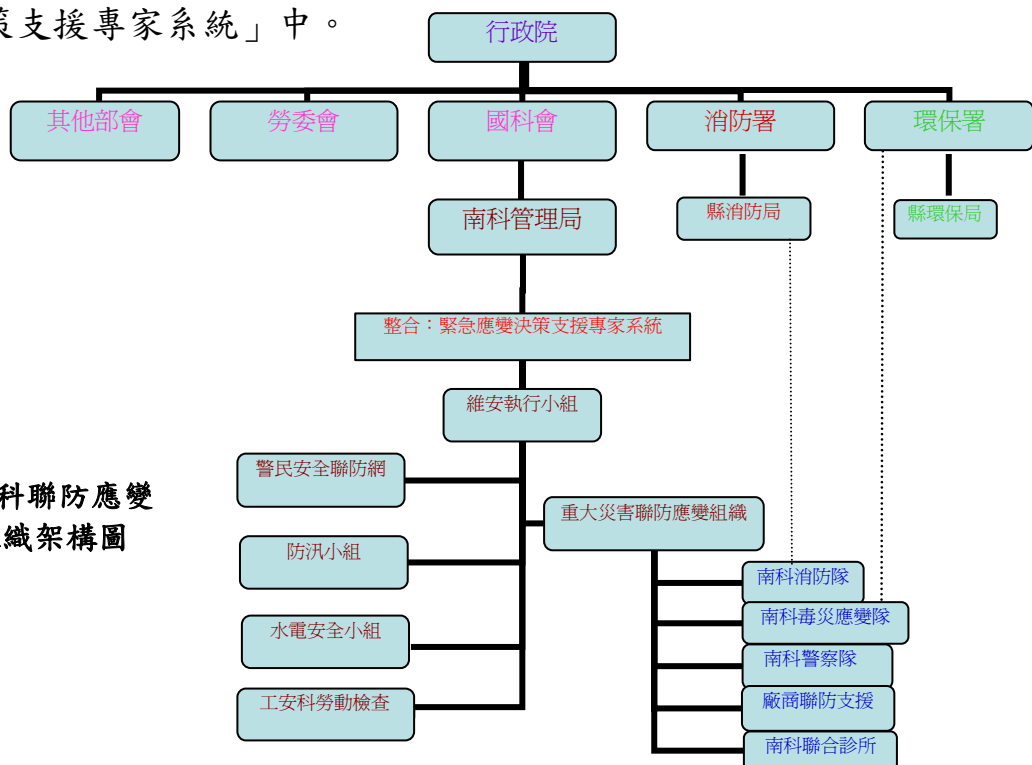 策支援專家系統」中。
行政院
其他部會
勞委會
國科會
消防署
環保署
南科管理局
縣消防局
縣環保局
整合：緊急應變決策支援專家系統
維安執行小組
警民安全聯防網
科聯防應變
織架構圖
重大災害聯防應變組織
防汛小組
南科消防隊
南科毒災應變隊
水電安全小組
南科警察隊
工安科勞動檢查
廠商聯防支援
南科聯合診所